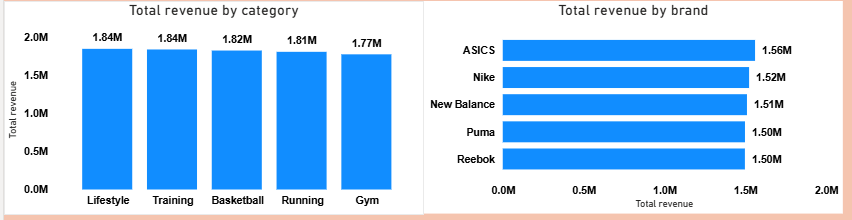 Total revenue by category
2.0M
1.5M
1.0M
0.5M
0.0M
Total revenue
1.84M
1.84M
1.82M
1.81M
1.77M
Lifestyle
Training
Basketball
Running
Gym
Total revenue by brand
ASICS 1.56M
Nike 1.52M
New Balance 1.51M
Puma 1.50M
Reebok 1.50M
0.0M 0.5M 1.0M 1.5M 2.0M
Total revenue